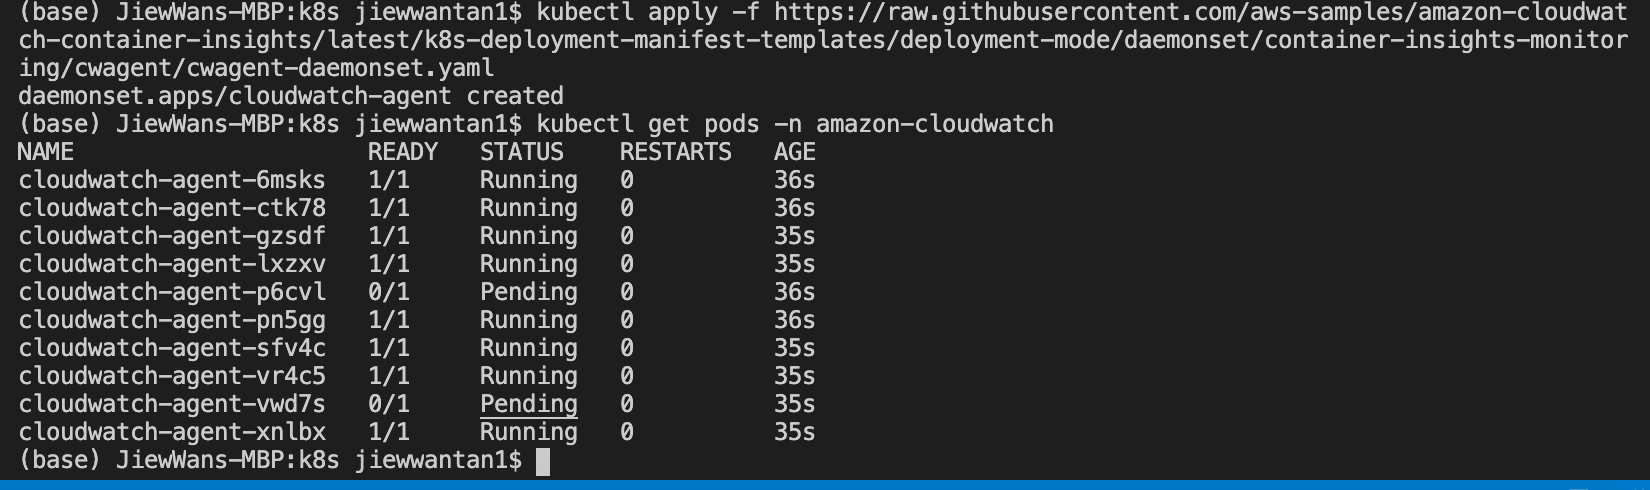 (base) JiewWans-MBP:k8s jiewwantan1$ kubectl apply -f https://raw.githubusercontent.com/aws-samples/amazon-cloudwat
ch-container-insights/latest/k8s-deployment-manifest-templates/deployment-mode/daemonset/container-insights-monitor
ing/cwagent/cwagent-daemonset.yaml
daemonset.apps/cloudwatch-agent created
(base) JiewWans-MBP:k8s jiewwantan1$ kubectl get pods -n amazon-cloudwatch
NAME                     READY   STATUS    RESTARTS   AGE
cloudwatch-agent-6msks   1/1     Running   0          36s
cloudwatch-agent-ctk78   1/1     Running   0          36s
cloudwatch-agent-gzsdf   1/1     Running   0          35s
cloudwatch-agent-lxzxv   1/1     Running   0          35s
cloudwatch-agent-p6cvl   0/1     Pending   0          36s
cloudwatch-agent-pn5gg   1/1     Running   0          36s
cloudwatch-agent-sfv4c   1/1     Running   0          35s
cloudwatch-agent-vr4c5   1/1     Running   0          35s
cloudwatch-agent-vwd7s   0/1     Pending   0          35s
cloudwatch-agent-xnlbx   1/1     Running   0          35s
(base) JiewWans-MBP:k8s jiewwantan1$